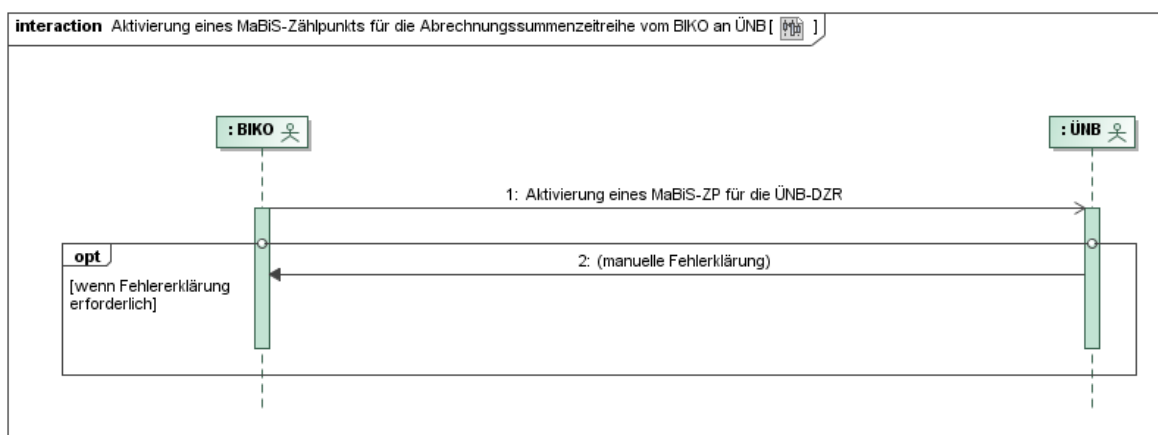 interaction Aktivierung eines MaBiS-Zählpunkts für die Abrechnungssummenzeitreihe vom BIKO an ÜNB [ ]
: BIKO
: ÜNB
1: Aktivierung eines MaBiS-ZP für die ÜNB-DZR
opt
2: (manuelle Fehlerklärung)
[wenn Fehlererklärung
erforderlich]